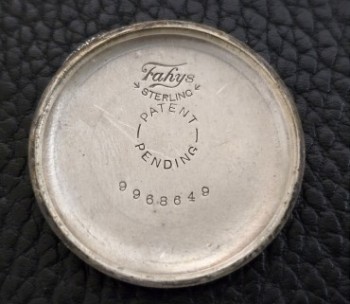 Fahys
STERLING
PATENT
PENDING
9968649